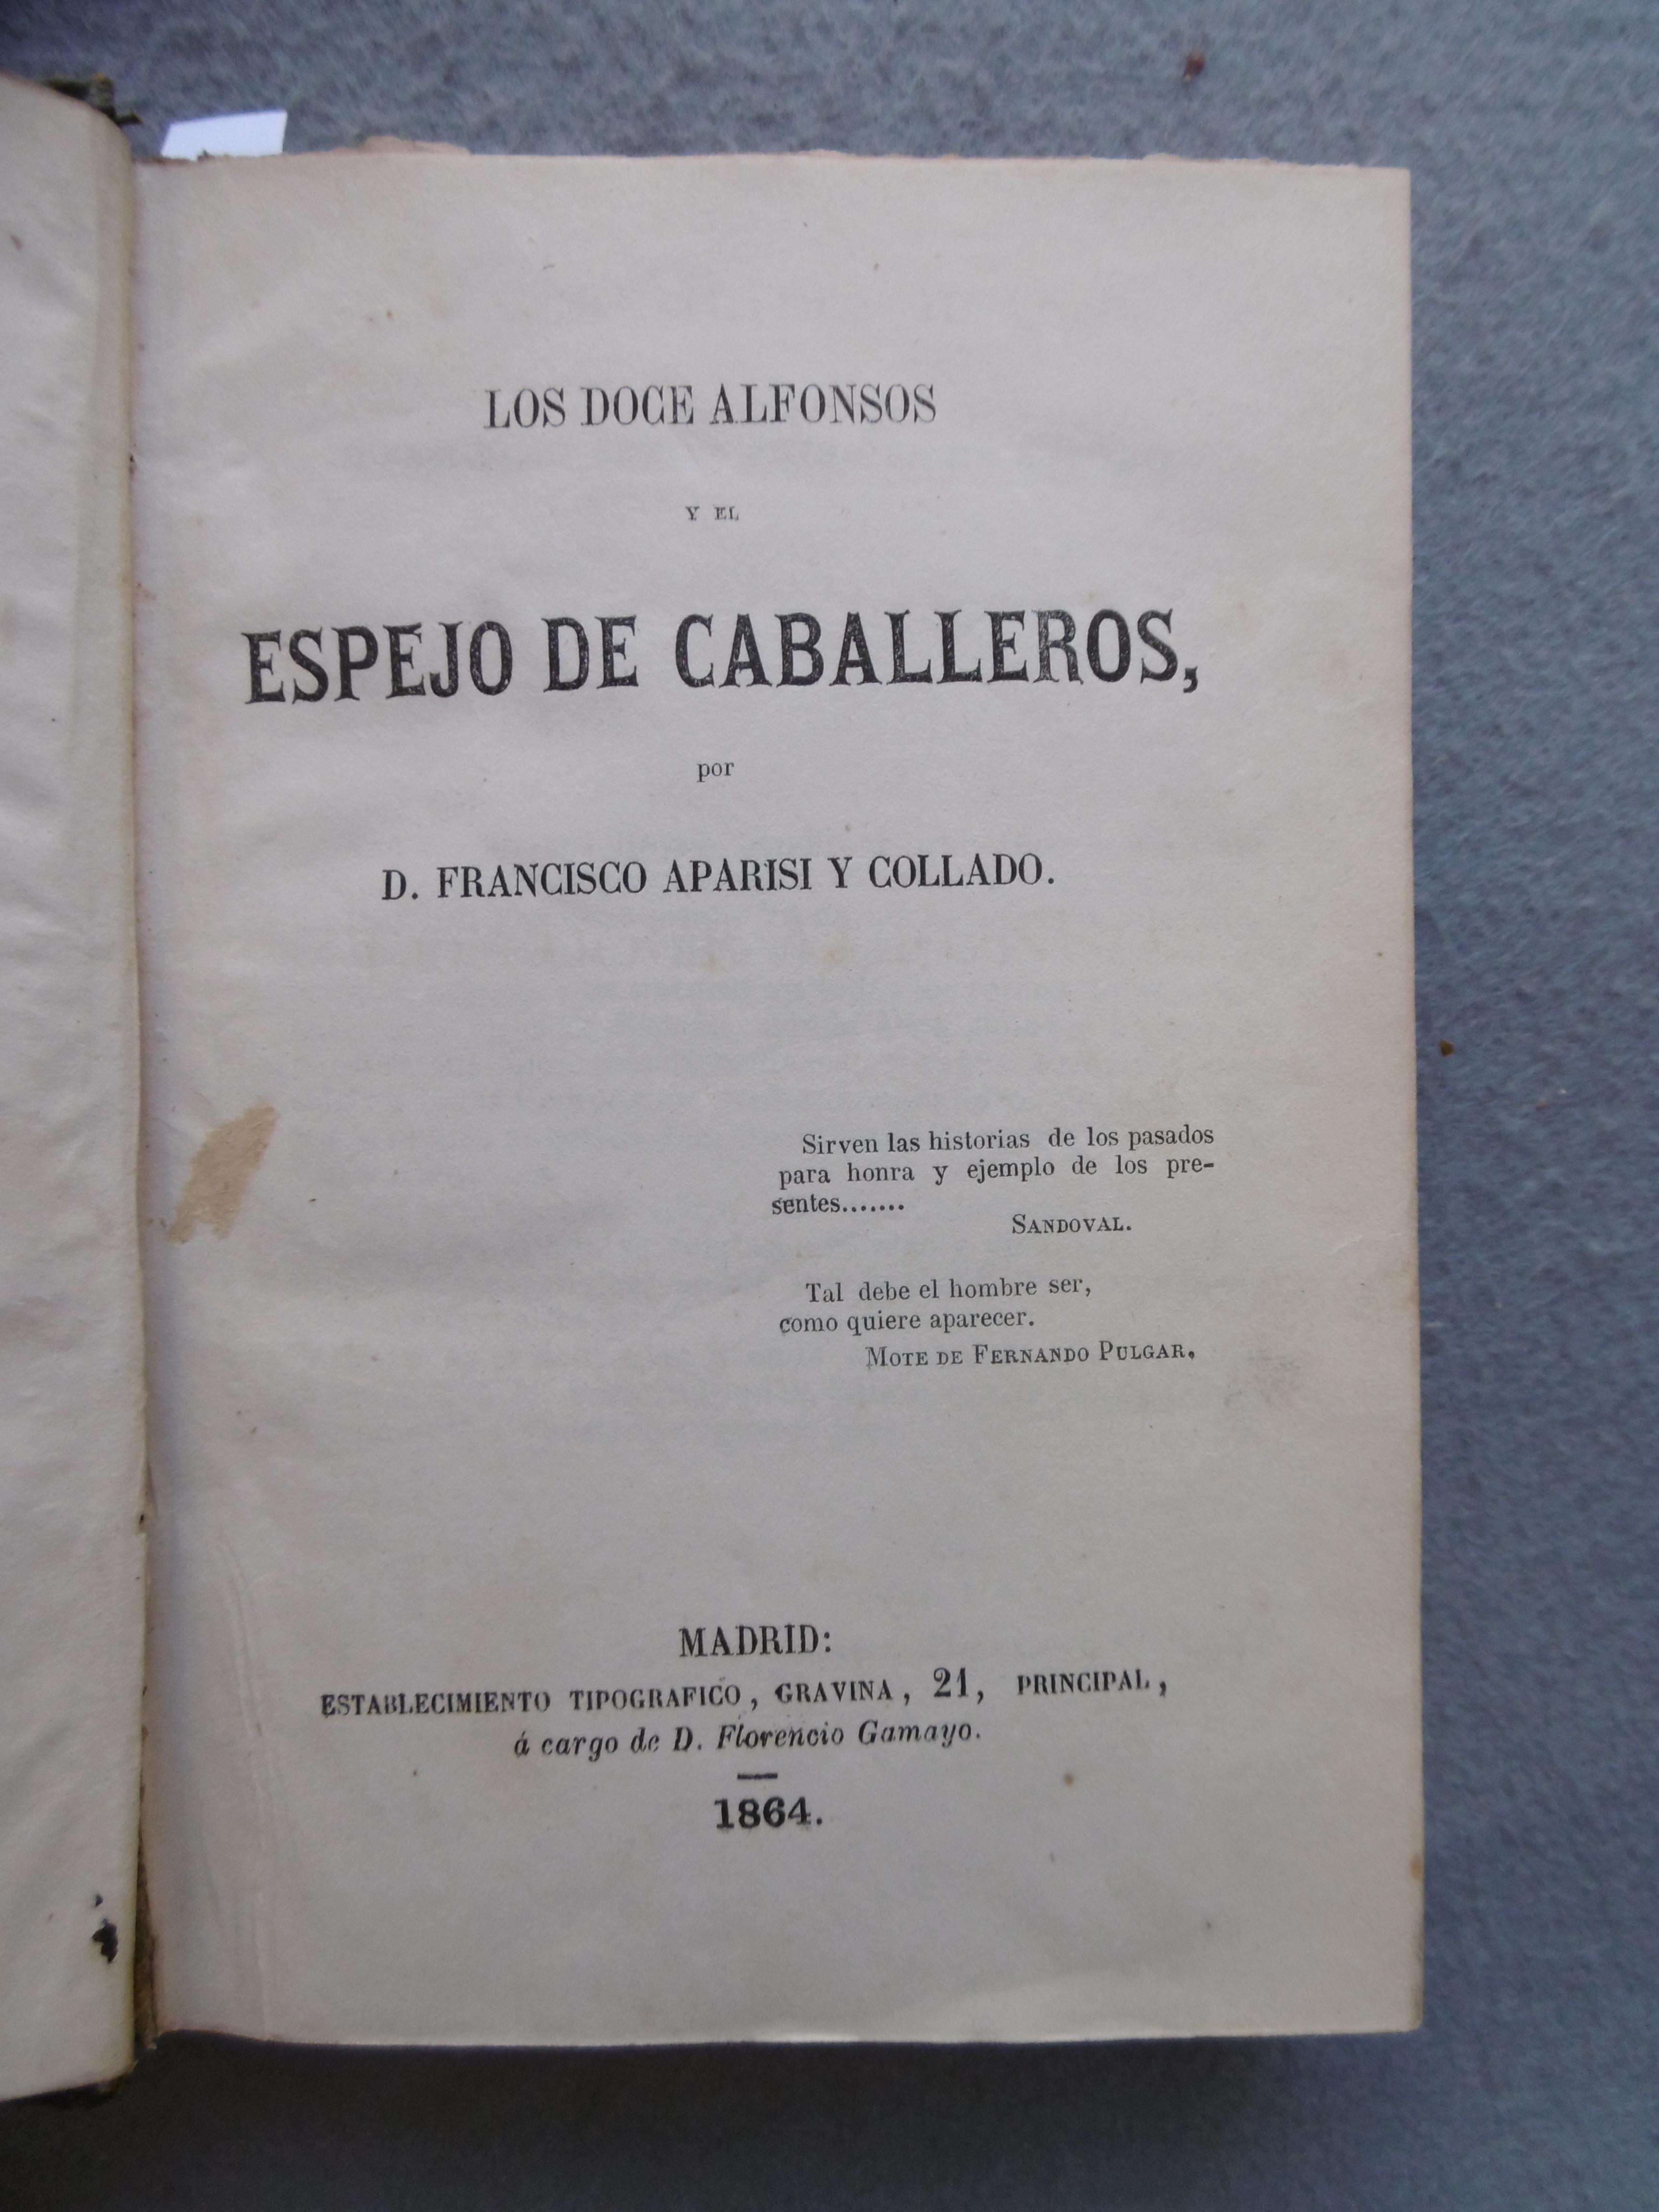 LOS DOCE ALFONSOS
Y EL
ESPEJO DE CABALLEROS,
por
D. FRANCISCO APARISI Y COLLADO.
Sirven las historias de los pasados
para honra y ejemplo de los pre-
sentes.......
SANDOVAL.
Tal debe el hombre ser,
como quiere aparecer.
MOTE DE FERNANDO PULGAR.
MADRID:
ESTABLECIMIENTO TIPOGRAFICO, GRAVINA, 21, PRINCIPAL,
á cargo de D. Florencio Gamayo.
1864.